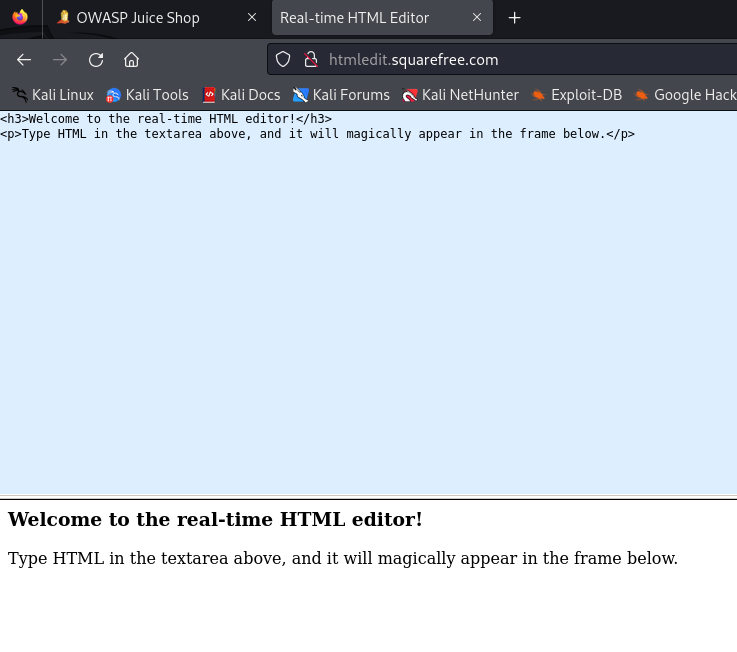 OWASP Juice Shop
Real-time HTML Editor
htmledit.squarefree.com
Kali Linux Kali Tools Kali Docs Kali Forums Kali NetHunter Exploit-DB Google Hack
<h3>Welcome to the real-time HTML editor!</h3>
<p>Type HTML in the textarea above, and it will magically appear in the frame below.</p>
Welcome to the real-time HTML editor!
Type HTML in the textarea above, and it will magically appear in the frame below.